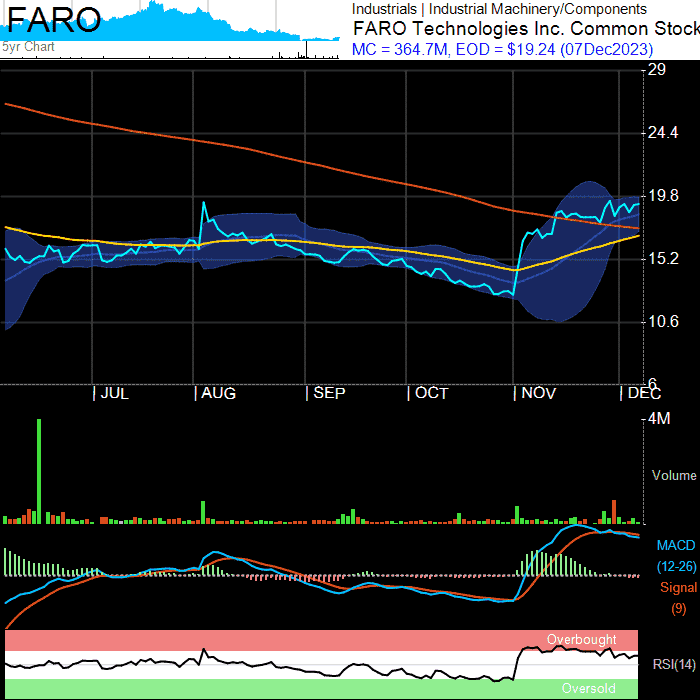 FARO
5yr Chart
Industrials | Industrial Machinery/Components
FARO Technologies Inc. Common Stock
MC = 364.7M, EOD = $19.24 (07Dec2023)
29
24.4
19.8
15.2
10.6
6
JUL
AUG
SEP
OCT
NOV
DEC
4M
Volume
MACD
(12-26)
Signal
(9)
Overbought
RSI(14)
Oversold